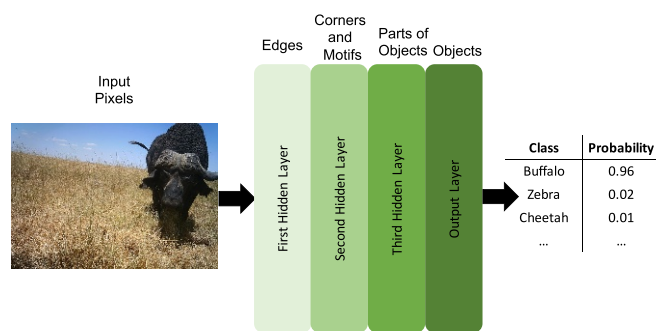 Input
Pixels
Edges
Corners
and
Motifs
Parts of
Objects
Objects
First Hidden Layer
Second Hidden Layer
Third Hidden Layer
Output Layer
Class Probability
Buffalo 0.96
Zebra 0.02
Cheetah 0.01
... ...